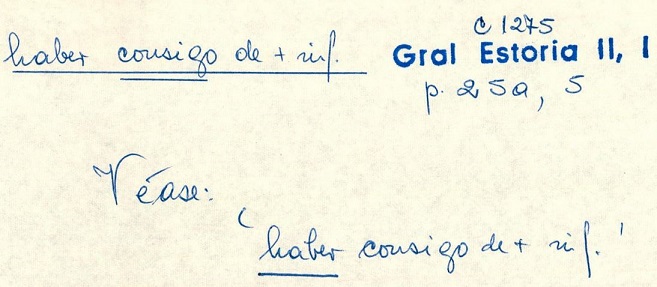 c 1275
haber consigo de + inf. Gral Estoria II, I
p. 25a, 5
Véase:
'haber consigo de + inf.'